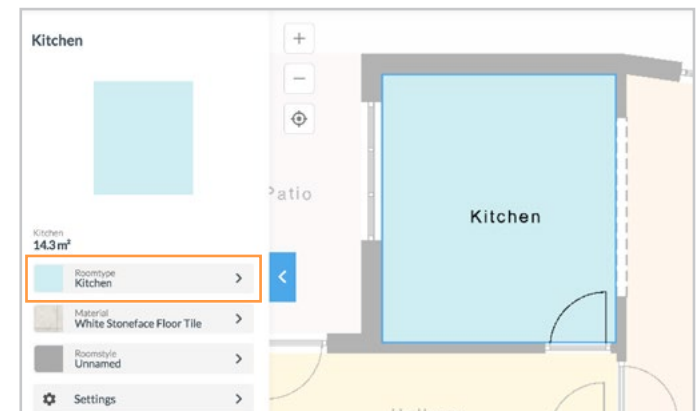 Kitchen
Kitchen
14.3 m²
Roomtype
Kitchen
Material
White Stoneface Floor Tile
Roomstyle
Unnamed
Settings
Patio
Kitchen